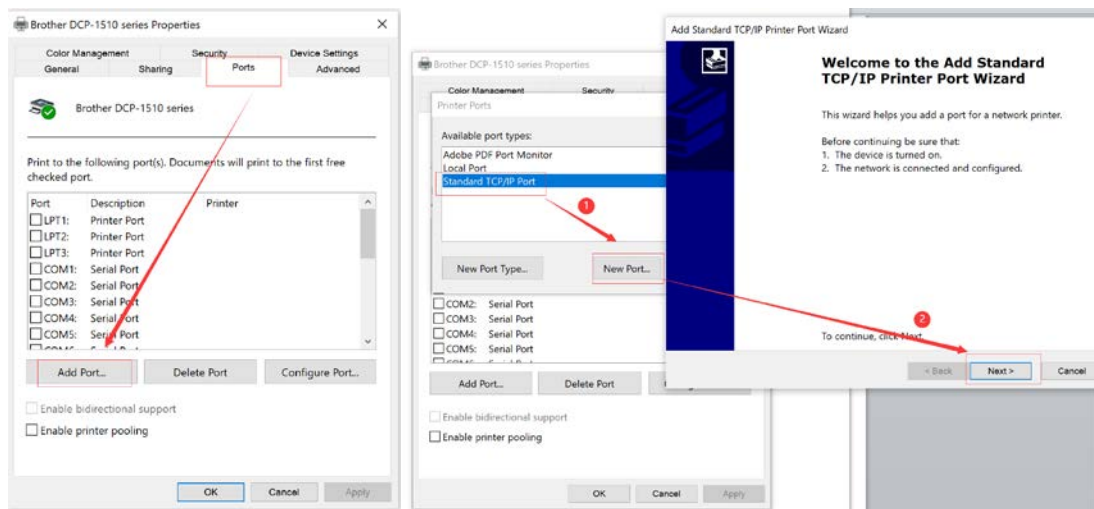 Brother DCP-1510 series Properties
Color Management Security Device Settings
General Sharing Ports Advanced
Brother DCP-1510 series
Print to the following port(s). Documents will print to the first free
checked port.
Port Description Printer
LPT1: Printer Port
LPT2: Printer Port
LPT3: Printer Port
COM1: Serial Port
COM2: Serial Port
COM3: Serial Port
COM4: Serial Port
COM5: Serial Port
Add Port... Delete Port Configure Port...
Enable bidirectional support
Enable printer pooling
OK Cancel Apply
Brother DCP-1510 series Properties
Color Management Security
Printer Ports
Available port types:
Adobe PDF Port Monitor
Local Port
Standard TCP/IP Port
1
New Port Type... New Port...
COM2: Serial Port
COM3: Serial Port
COM4: Serial Port
COM5: Serial Port
Add Port... Delete Port
Enable bidirectional support
Enable printer pooling
OK Cancel Apply
Add Standard TCP/IP Printer Port Wizard
Welcome to the Add Standard
TCP/IP Printer Port Wizard
This wizard helps you add a port for a network printer.
Before continuing be sure that:
1. The device is turned on.
2. The network is connected and configured.
2
To continue, click Next.
< Back Next > Cancel